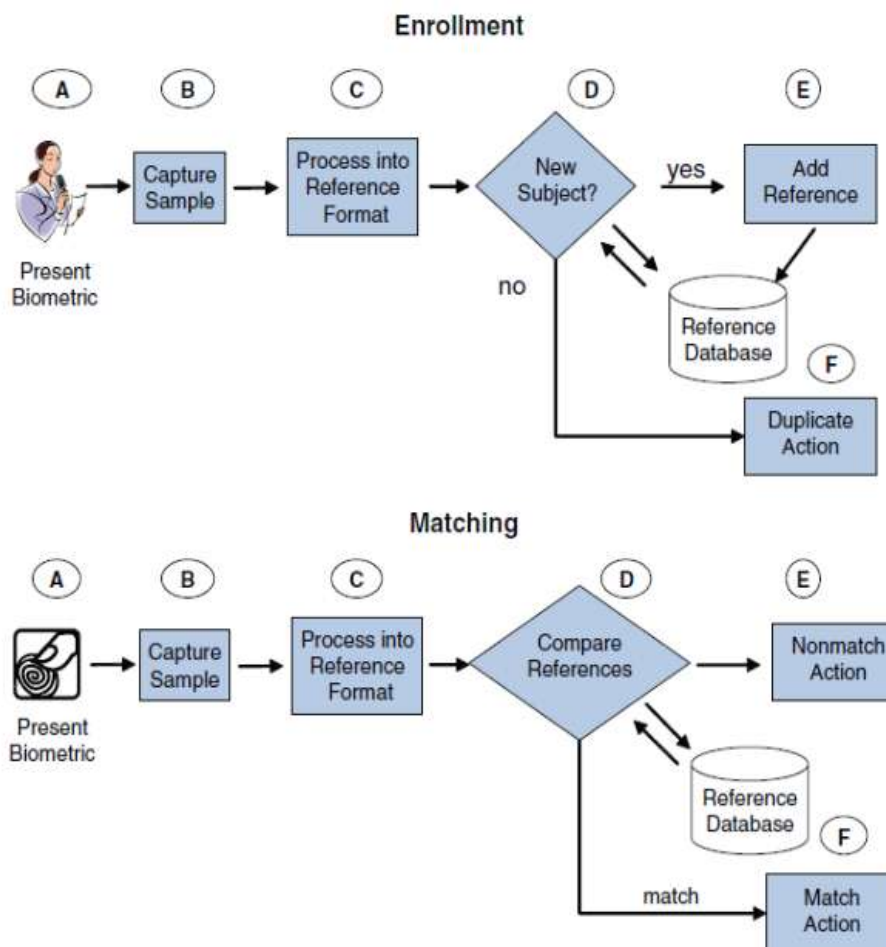 Enrollment
A
B
C
D
E
Present
Biometric
Capture
Sample
Process into
Reference
Format
New
Subject?
yes
Add
Reference
no
Reference
Database
F
Duplicate
Action
Matching
A
B
C
D
E
Present
Biometric
Capture
Sample
Process into
Reference
Format
Compare
References
Nonmatch
Action
Reference
Database
F
match
Match
Action